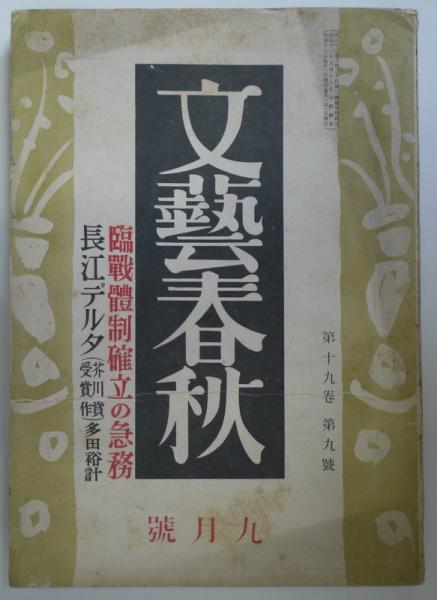 文藝春秋
第十九卷 第九號
臨戰體制確立の急務
長江デルタ(芥川賞受賞作)多田裕計
九月號